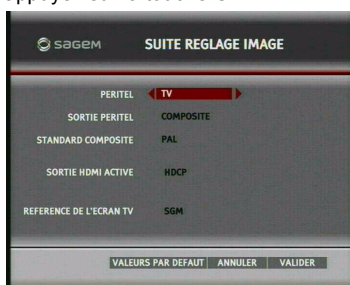 SAGEM SUITE REGLAGE IMAGE
PERITEL TV
SORTIE PERITEL COMPOSITE
STANDARD COMPOSITE PAL
SORTIE HDMI ACTIVE HDCP
REFERENCE DE L'ECRAN TV SGM
VALEURS PAR DEFAUT ANNULER VALIDER